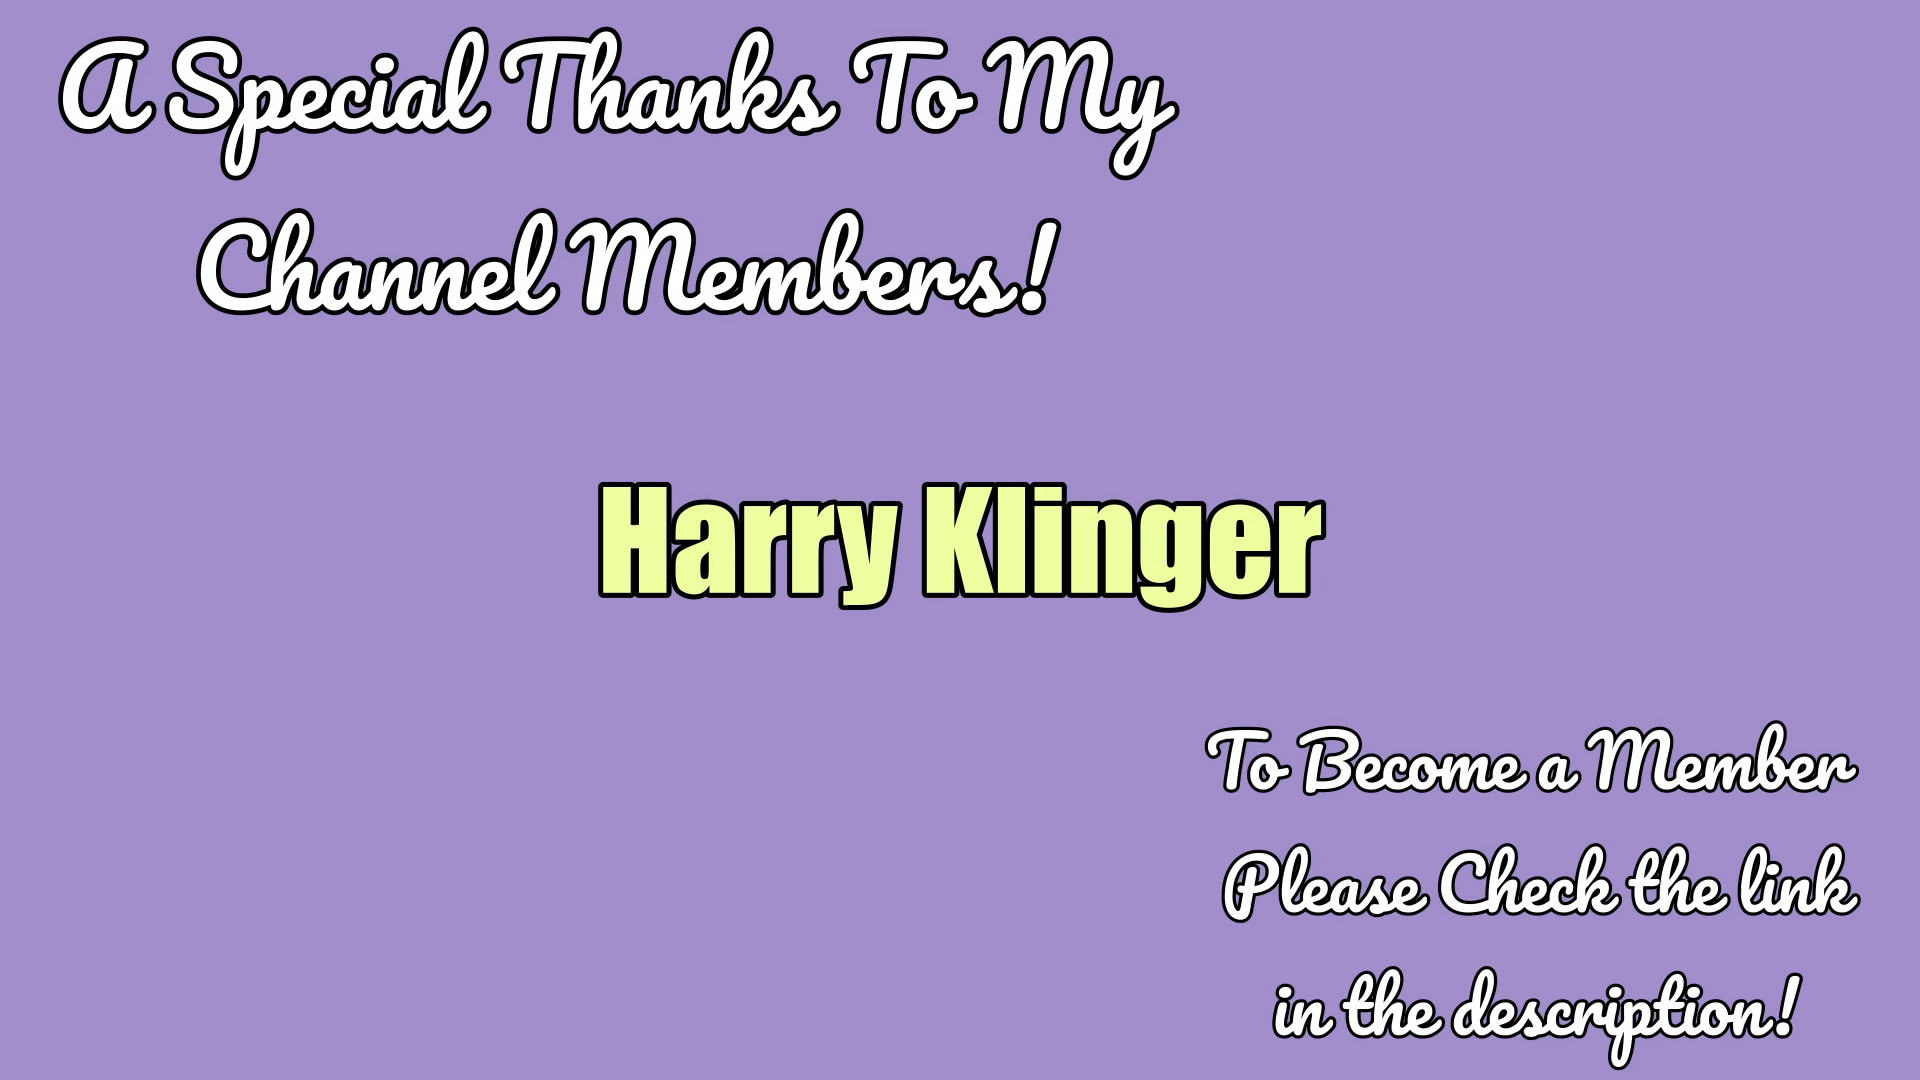 A Special Thanks To My
Channel Members!
Harry Klinger
To Become a Member
Please Check the link
in the description!